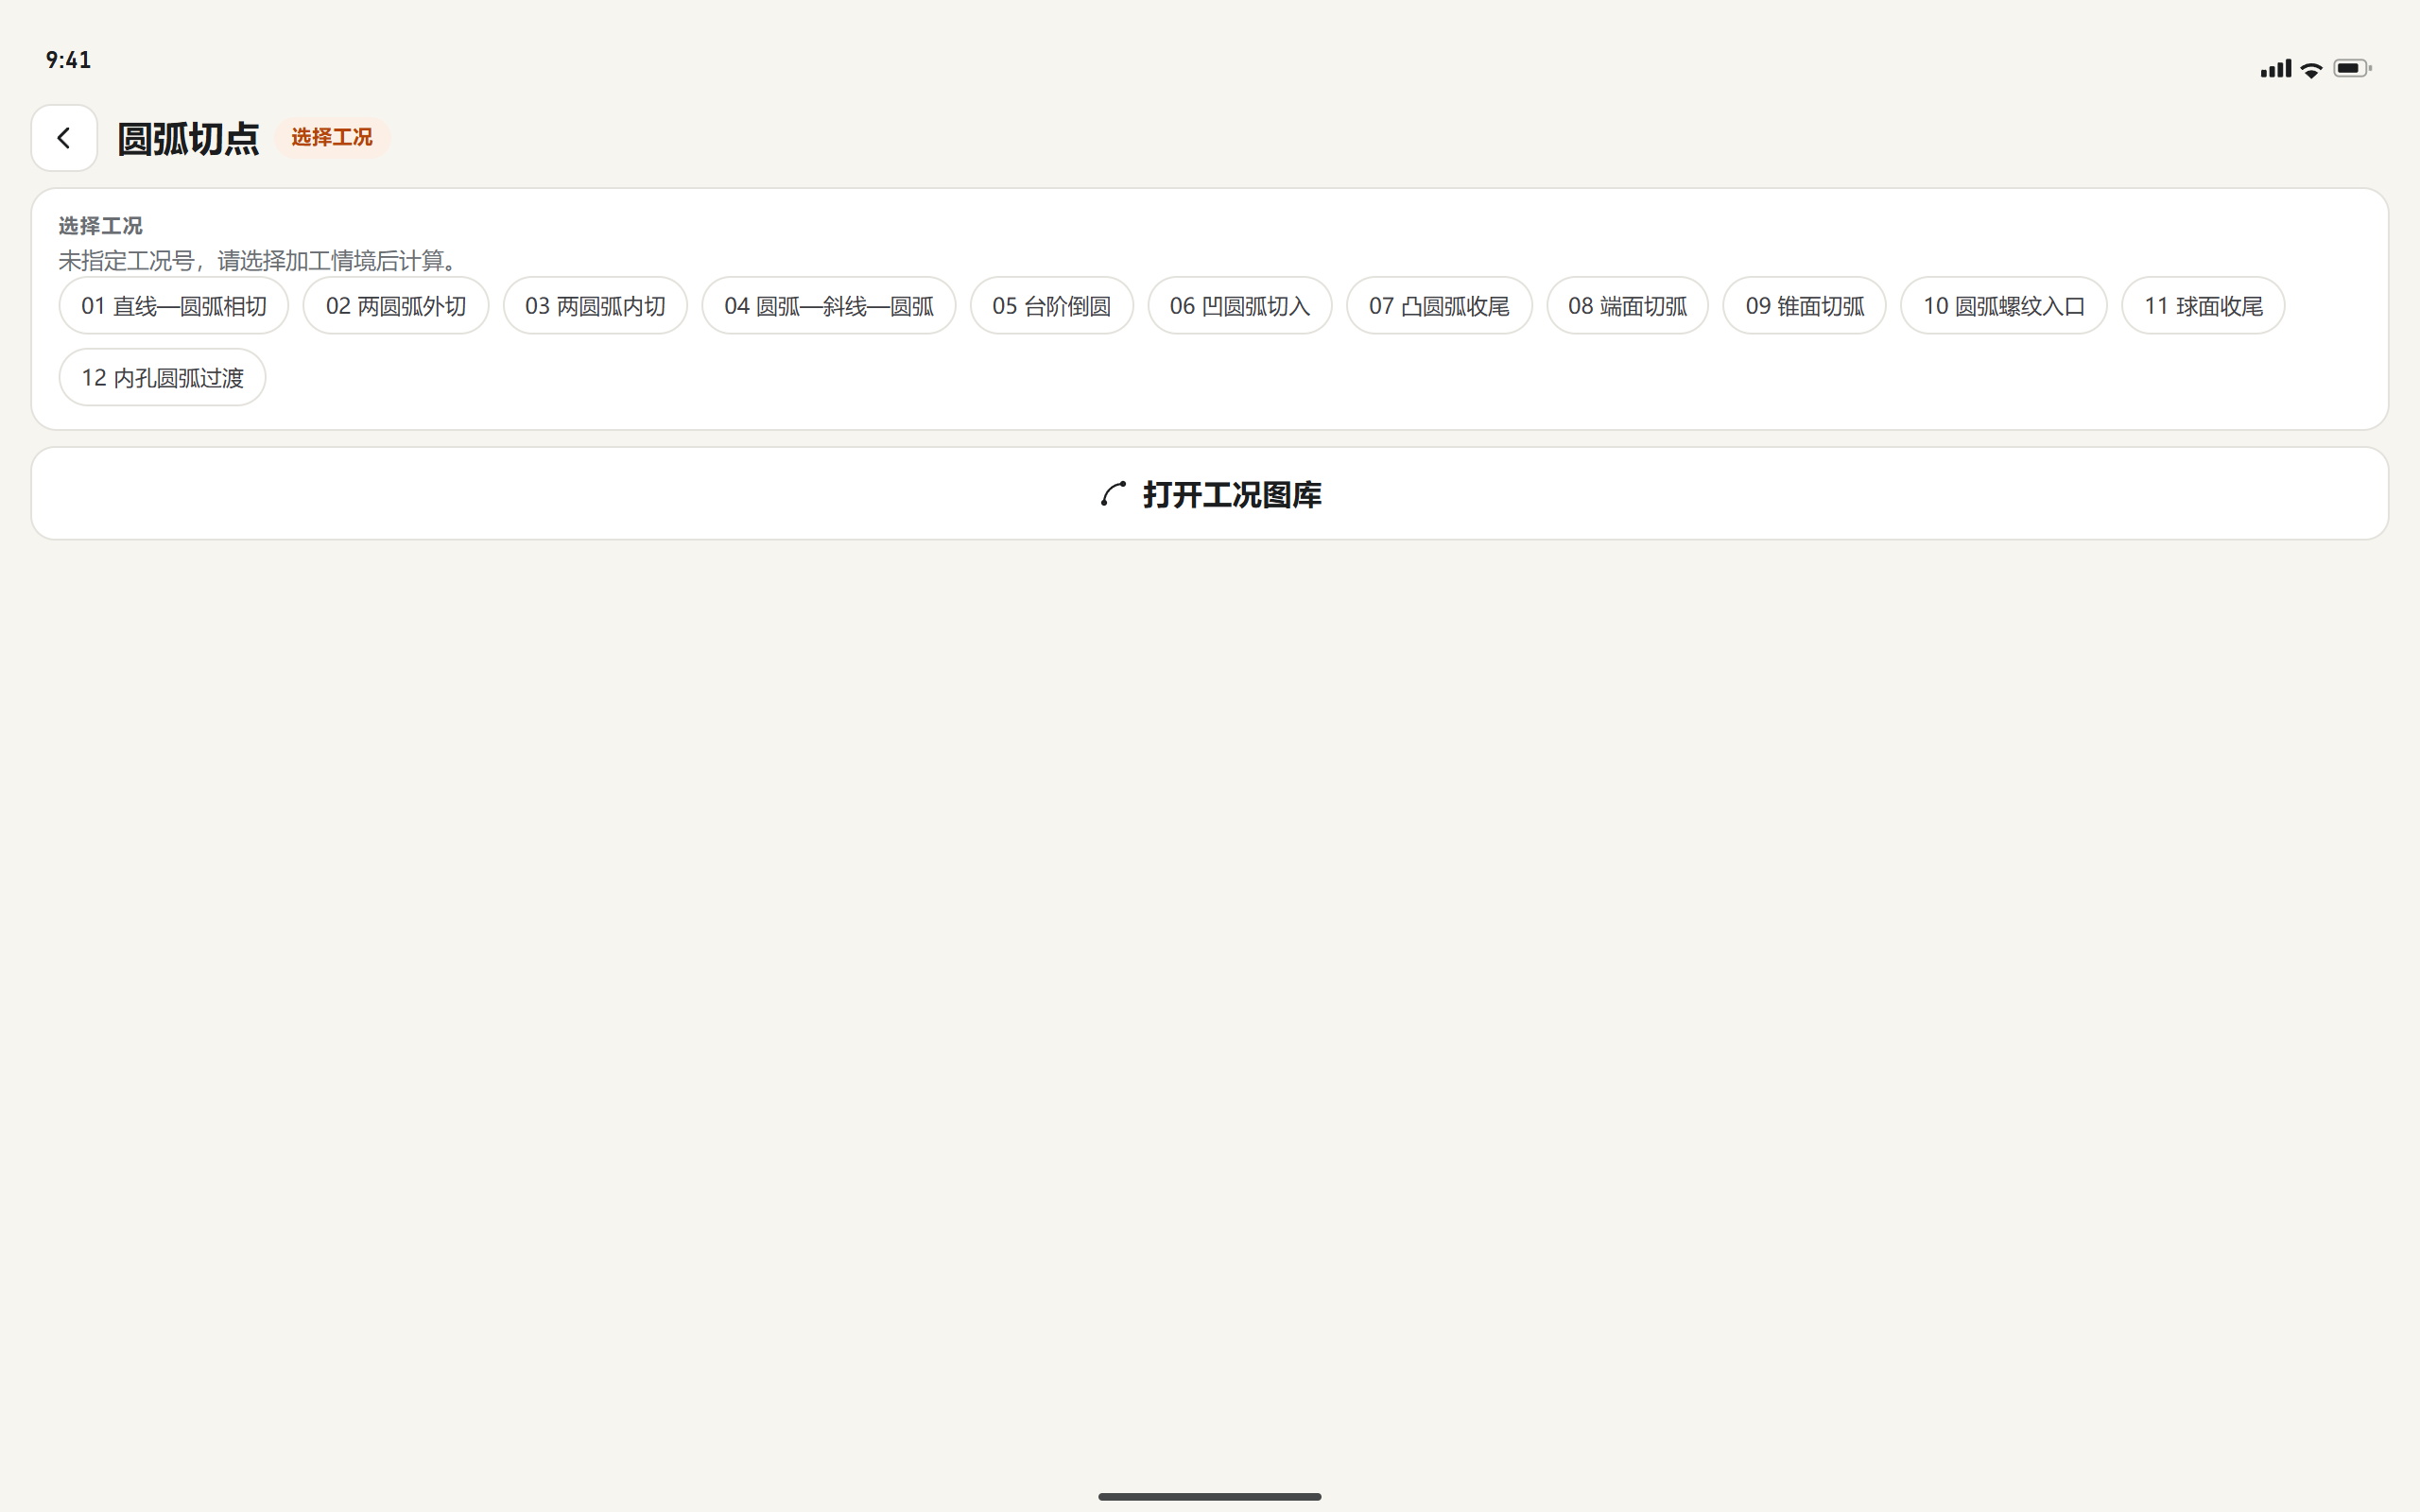 9:41
圆弧切点 选择工况
选择工况
未指定工况号，请选择加工情境后计算。
01 直线—圆弧相切 02 两圆弧外切 03 两圆弧内切 04 圆弧—斜线—圆弧 05 台阶倒圆 06 凹圆弧切入 07 凸圆弧收尾 08 端面切弧 09 锥面切弧 10 圆弧螺纹入口 11 球面收尾
12 内孔圆弧过渡
打开工况图库